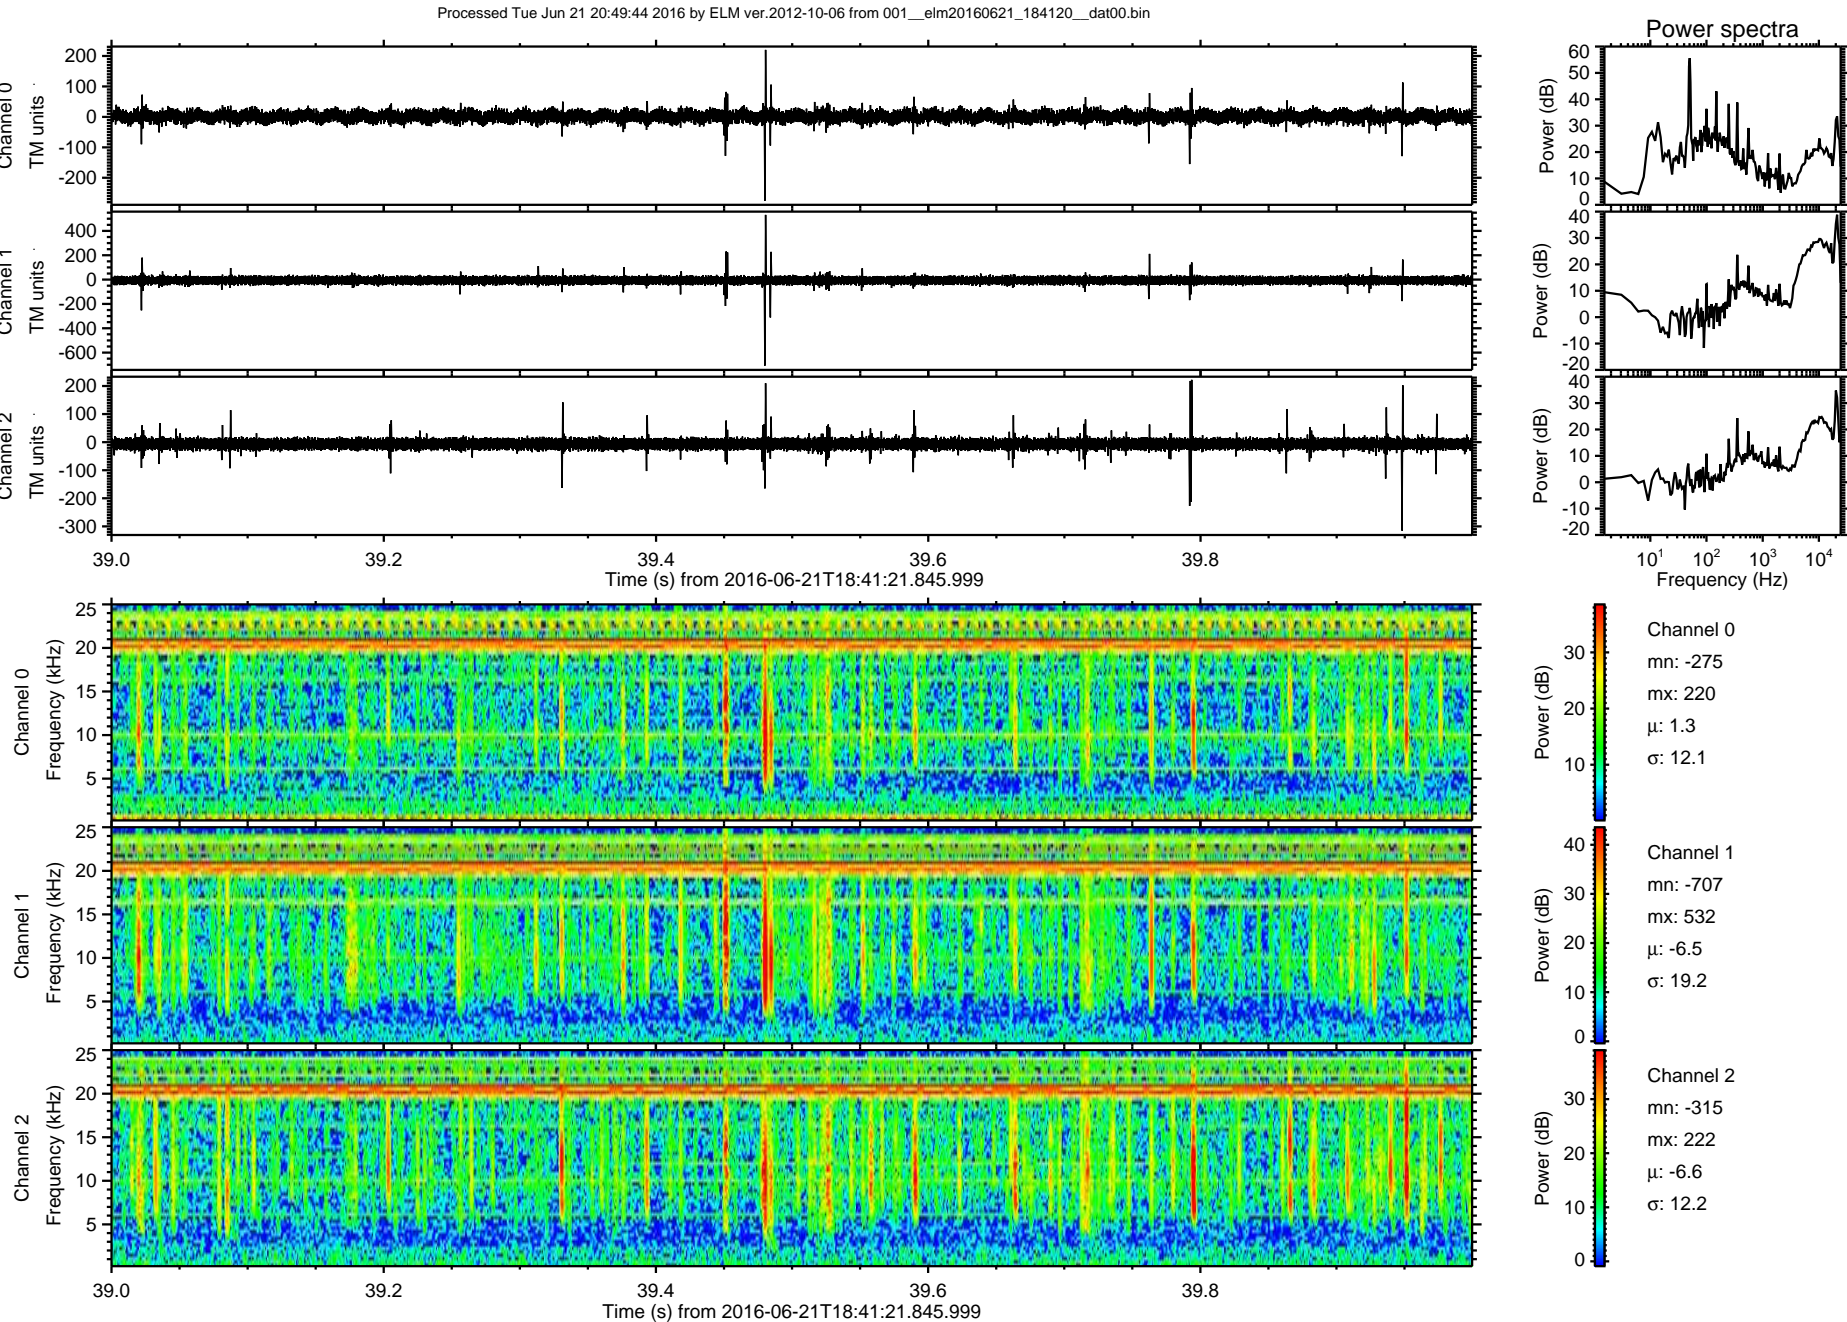 Processed Tue Jun 21 20:49:44 2016 by ELM ver.2012-10-06 from 001__elm20160621_184120__dat00.bin
Power spectra
Channel 0
TM units
200
100
0
-100
-200
Power (dB)
60
50
40
30
20
10
0
Channel 1
TM units
400
200
0
-200
-400
-600
Power (dB)
40
30
20
10
0
-10
-20
Channel 2
TM units
200
100
0
-100
-200
-300
Power (dB)
40
30
20
10
0
-10
-20
39.0 39.2 39.4 39.6 39.8
Time (s) from 2016-06-21T18:41:21.845.999
10¹ 10² 10³ 10⁴
Frequency (Hz)
Channel 0
Frequency (kHz)
25
20
15
10
5
Power (dB)
30
20
10
Channel 0
mn: -275
mx: 220
μ: 1.3
σ: 12.1
Channel 1
Frequency (kHz)
25
20
15
10
5
Power (dB)
40
30
20
10
0
Channel 1
mn: -707
mx: 532
μ: -6.5
σ: 19.2
Channel 2
Frequency (kHz)
25
20
15
10
5
Power (dB)
30
20
10
0
Channel 2
mn: -315
mx: 222
μ: -6.6
σ: 12.2
39.0 39.2 39.4 39.6 39.8
Time (s) from 2016-06-21T18:41:21.845.999